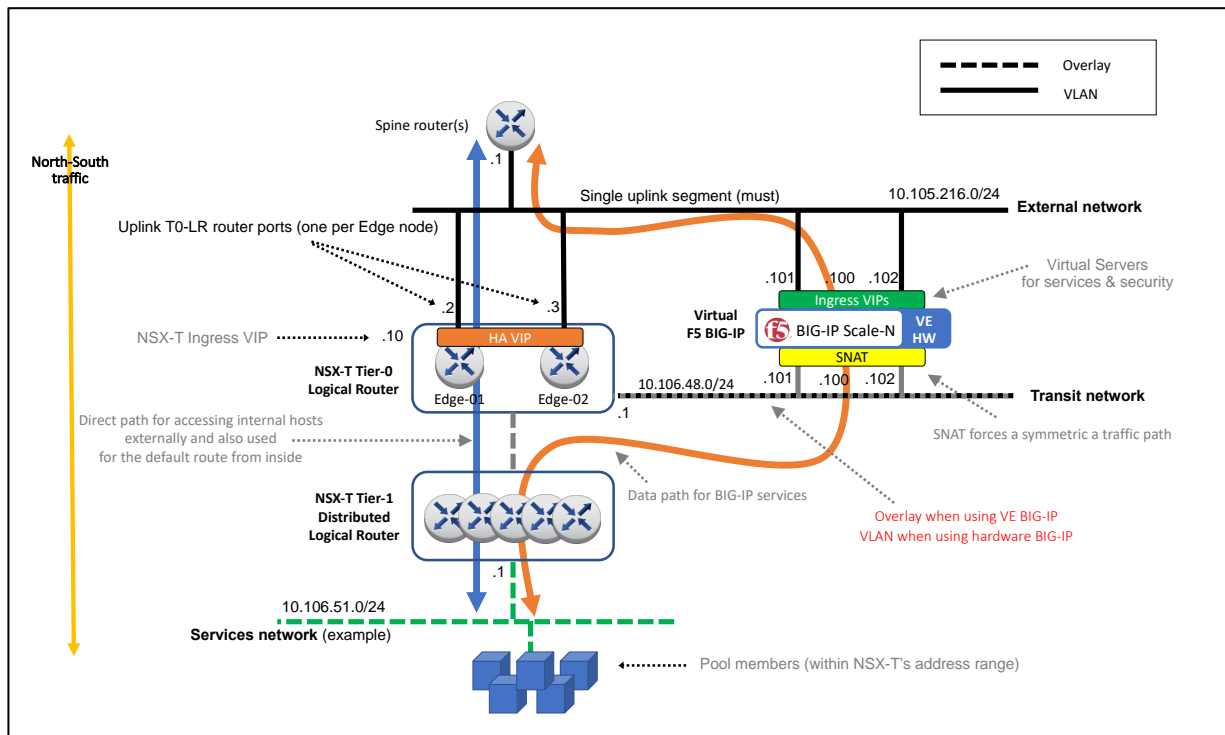 Overlay
VLAN
Spine router(s)
.1
North-South
traffic
Single uplink segment (must)
10.105.216.0/24
External network
Uplink T0-LR router ports (one per Edge node)
.2
.3
.101
.100
.102
Virtual Servers
for services & security
Ingress VIPs
Virtual
F5 BIG-IP
f5
BIG-IP Scale-N
VE
HW
SNAT
NSX-T Ingress VIP
.10
HA VIP
NSX-T Tier-0
Logical Router
Edge-01
Edge-02
10.106.48.0/24
.101
.100
.102
.1
Transit network
SNAT forces a symmetric a traffic path
Direct path for accessing internal hosts
externally and also used
for the default route from inside
Data path for BIG-IP services
NSX-T Tier-1
Distributed
Logical Router
Overlay when using VE BIG-IP
VLAN when using hardware BIG-IP
.1
10.106.51.0/24
Services network (example)
Pool members (within NSX-T's address range)